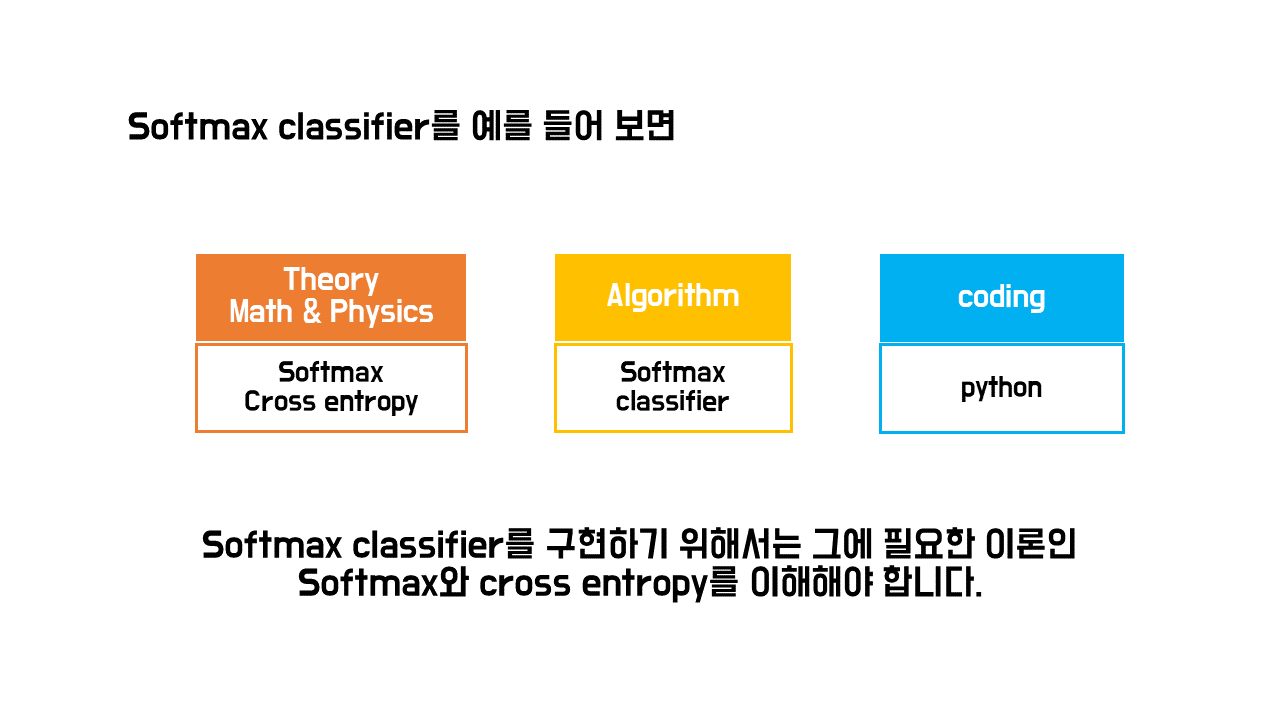 Softmax classifier를 예를 들어 보면
Theory
Math & Physics
Softmax
Cross entropy
Algorithm
Softmax
classifier
coding
python
Softmax classifier를 구현하기 위해서는 그에 필요한 이론인
Softmax와 cross entropy를 이해해야 합니다.